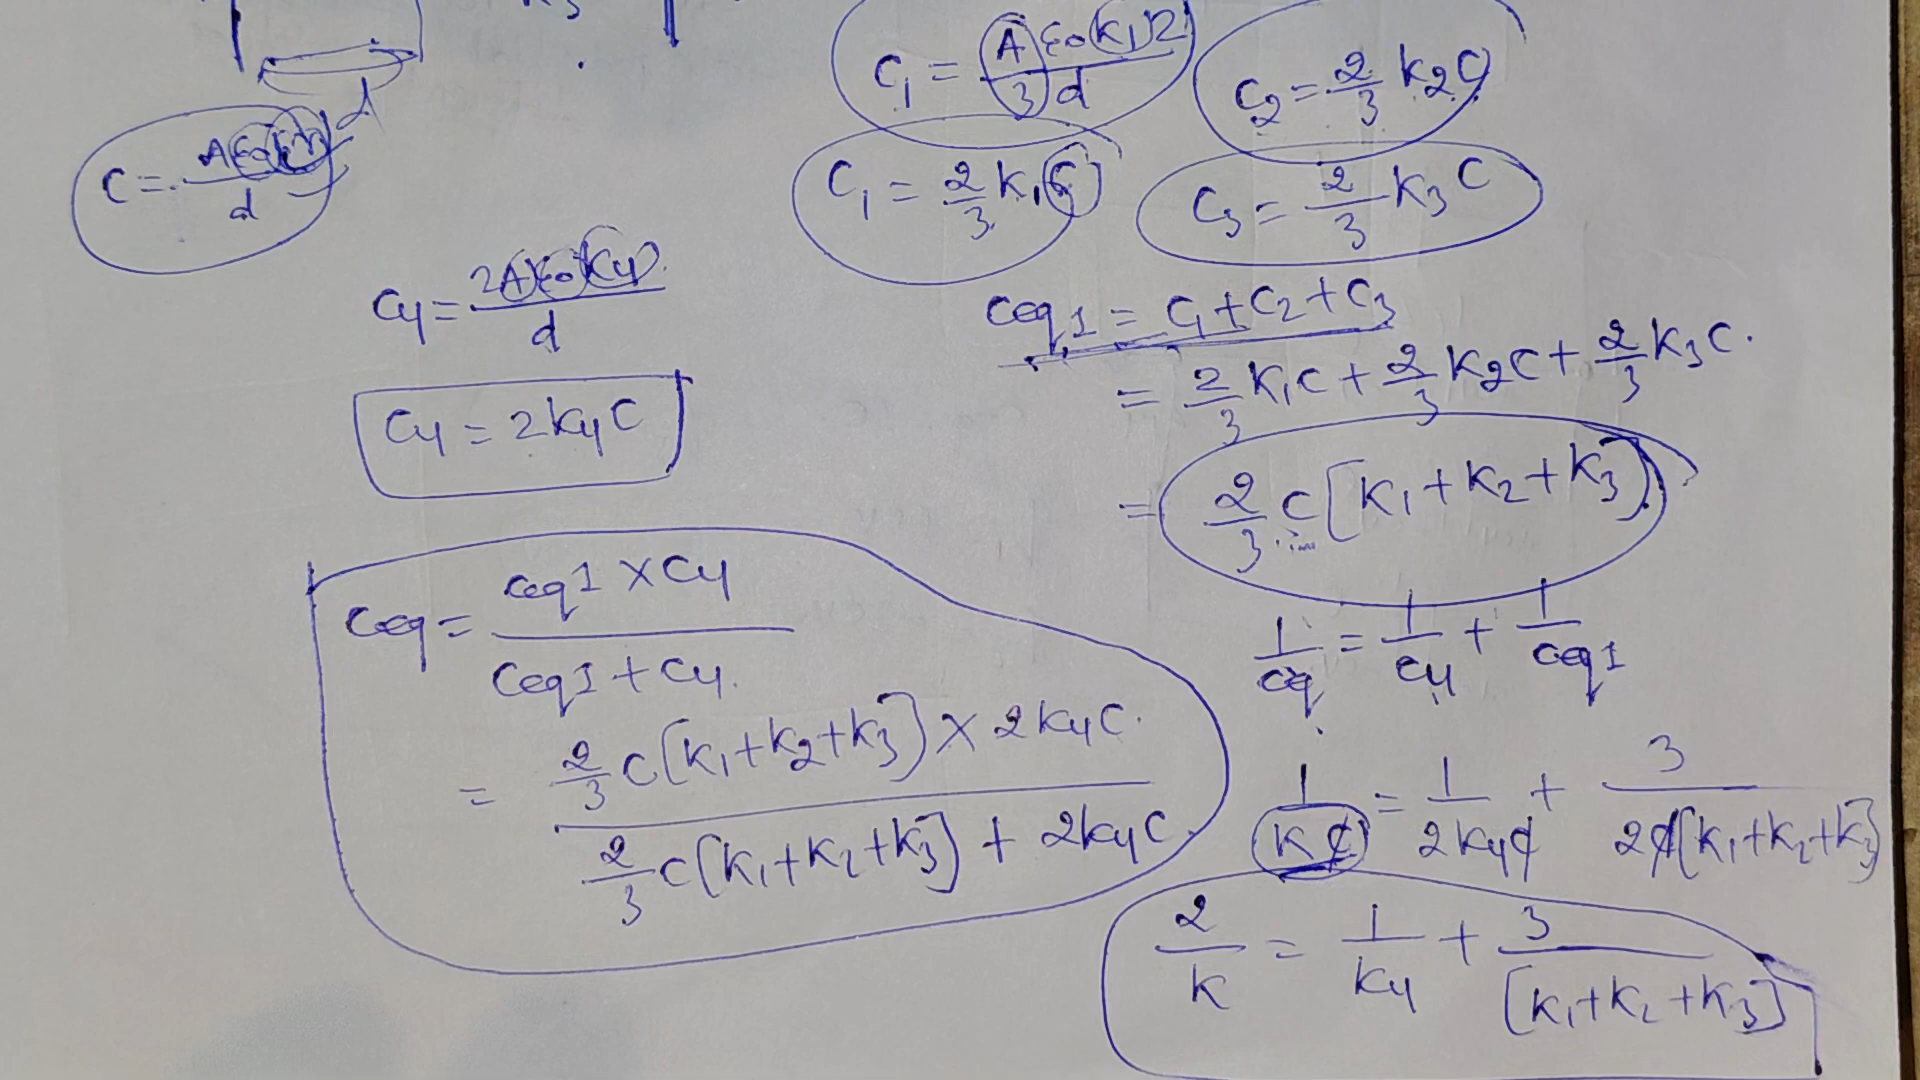 K3
d
C = Aε0
d
C1 = A ε0 K1 2
3 d
C2 = 2/3 K2C
C1 = 2/3 K1C
C3 = 2/3 K3C
C4 = 2Aε0K4
d
C4 = 2K4C
Ceq1 = C1+C2+C3
= 2/3 K1C + 2/3 K2C + 2/3 K3C.
= 2/3 C[K1+K2+K3]
Ceq = Ceq1 × C4
Ceq1 + C4
= 2/3 C[K1+K2+K3] × 2K4C
2/3 C[K1+K2+K3] + 2K4C
1/Ceq = 1/C4 + 1/Ceq1
1/KC = 1/2K4C + 3/2C[K1+K2+K3]
2/K = 1/K4 + 3/[K1+K2+K3]